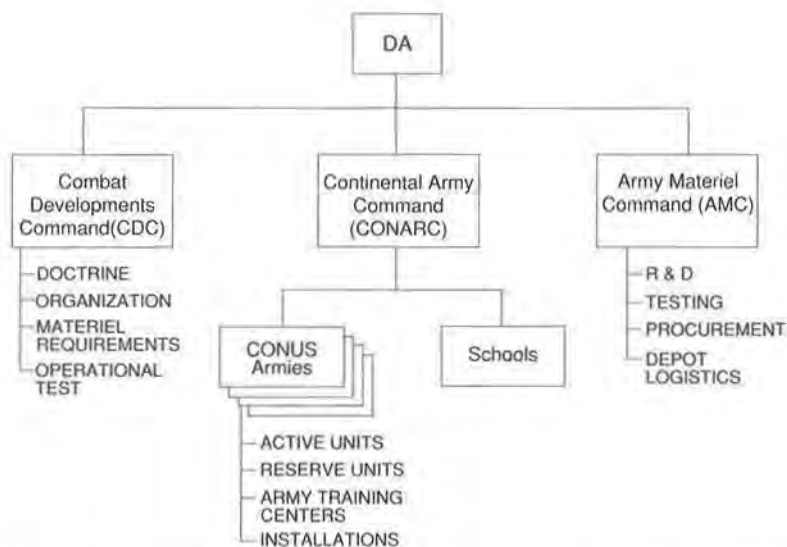 DA
Combat
Developments
Command(CDC)
DOCTRINE
ORGANIZATION
MATERIEL
REQUIREMENTS
OPERATIONAL
TEST
Continental Army
Command
(CONARC)
CONUS
Armies
ACTIVE UNITS
RESERVE UNITS
ARMY TRAINING
CENTERS
INSTALLATIONS
Schools
Army Materiel
Command (AMC)
R & D
TESTING
PROCUREMENT
DEPOT
LOGISTICS